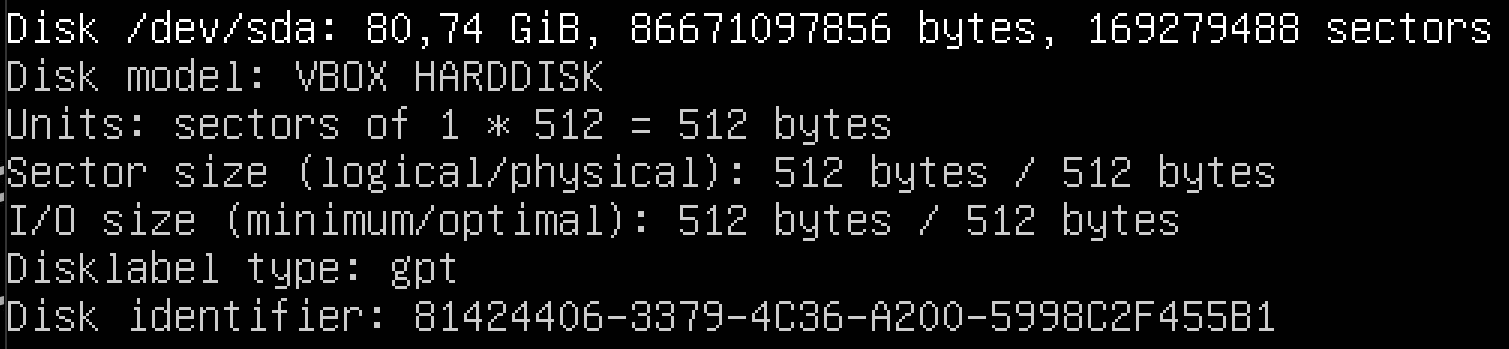 Disk /dev/sda: 80,74 GiB, 86671097856 bytes, 169279488 sectors
Disk model: VBOX HARDDISK
Units: sectors of 1 * 512 = 512 bytes
Sector size (logical/physical): 512 bytes / 512 bytes
I/O size (minimum/optimal): 512 bytes / 512 bytes
Disklabel type: gpt
Disk identifier: 81424406-3379-4C36-A200-5998C2F455B1